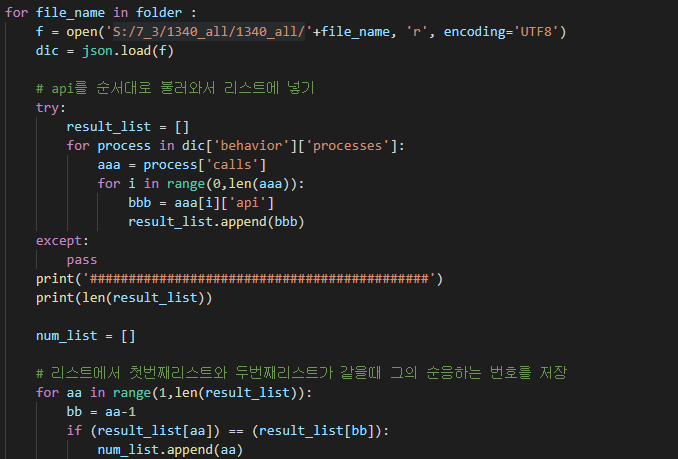 for file_name in folder :
    f = open('S:/7_3/1340_all/1340_all/'+file_name, 'r', encoding='UTF8')
    dic = json.load(f)

    # api를 순서대로 불러와서 리스트에 넣기
    try:
        result_list = []
        for process in dic['behavior']['processes']:
            aaa = process['calls']
            for i in range(0,len(aaa)):
                bbb = aaa[i]['api']
                result_list.append(bbb)
    except:
        pass
    print('############################################')
    print(len(result_list))

    num_list = []

    # 리스트에서 첫번째리스트와 두번째리스트가 같을때 그의 순응하는 번호를 저장
    for aa in range(1,len(result_list)):
        bb = aa-1
        if (result_list[aa]) == (result_list[bb]):
            num_list.append(aa)